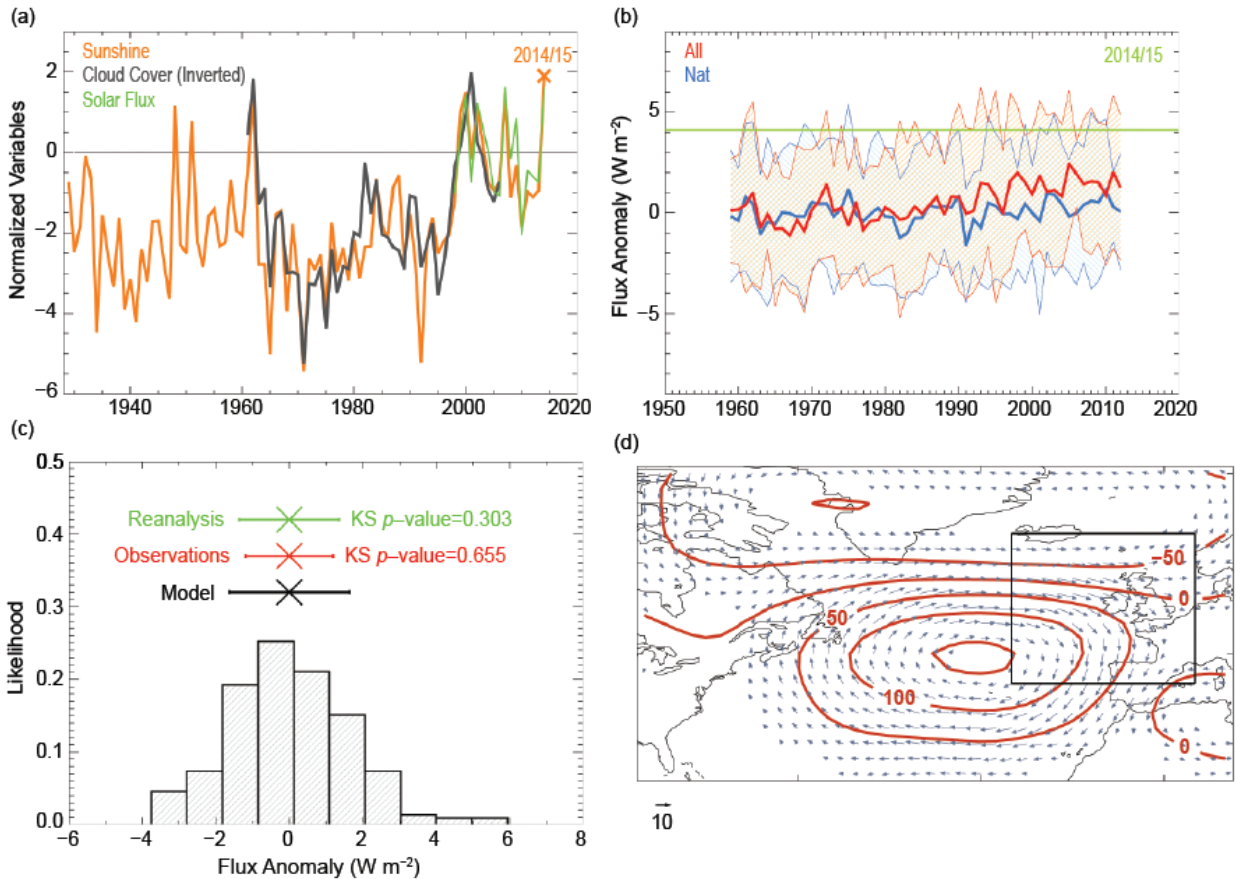 (a)
Sunshine
Cloud Cover (Inverted)
Solar Flux
2014/15
Normalized Variables
2
0
−2
−4
−6
1940
1960
1980
2000
2020
(b)
All
Nat
2014/15
Flux Anomaly (W m−2)
5
0
−5
1950
1960
1970
1980
1990
2000
2010
2020
(c)
Reanalysis
KS p–value=0.303
Observations
KS p–value=0.655
Model
Likelihood
0.5
0.4
0.3
0.2
0.1
0.0
−6
−4
−2
0
2
4
6
8
Flux Anomaly (W m−2)
(d)
−50
0
50
100
0
10